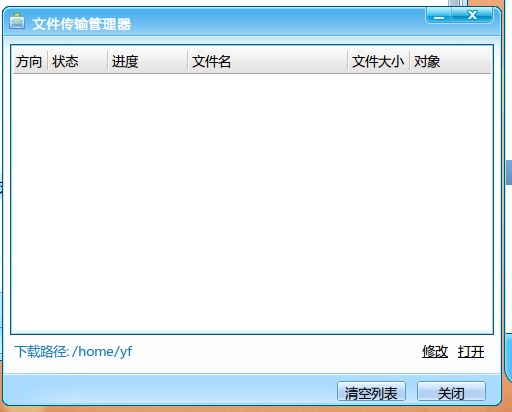 文件传输管理器
方向 状态 进度 文件名 文件大小 对象
下载路径: /home/yf 修改 打开
清空列表 关闭